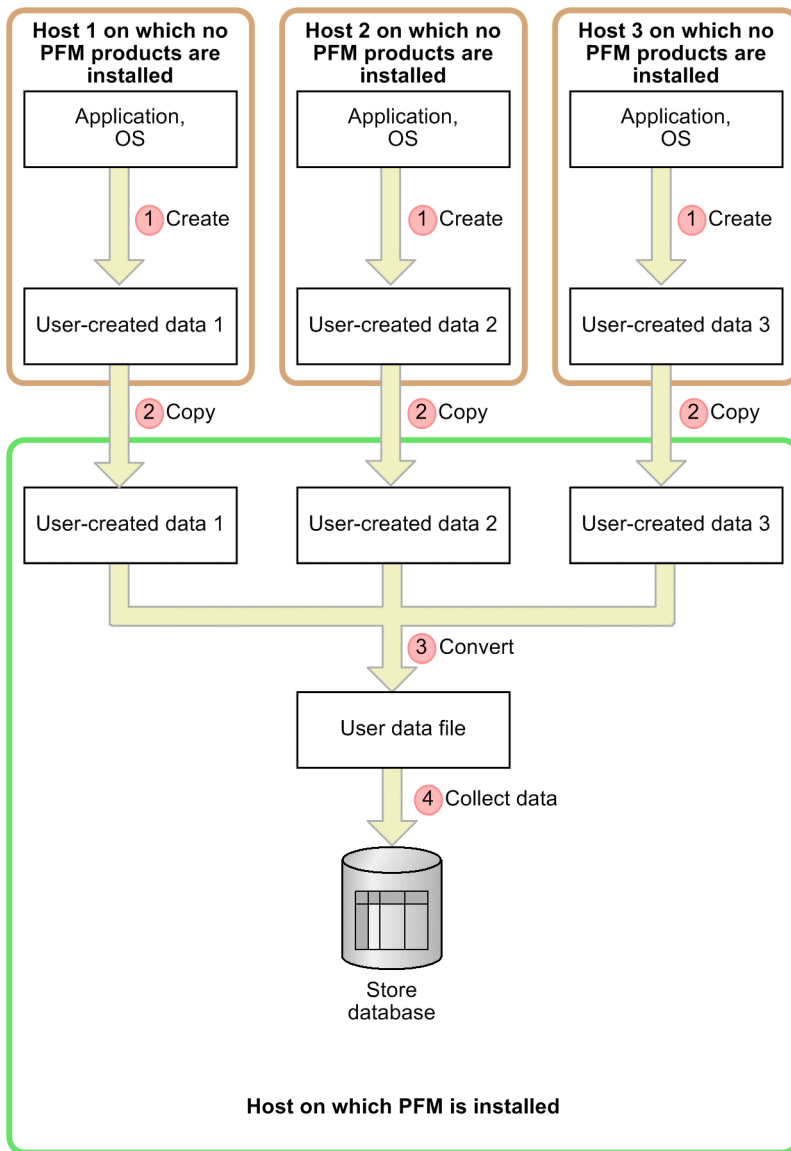 Host 1 on which no
PFM products are
installed
Application,
OS
1 Create
User-created data 1
2 Copy
Host 2 on which no
PFM products are
installed
Application,
OS
1 Create
User-created data 2
2 Copy
Host 3 on which no
PFM products are
installed
Application,
OS
1 Create
User-created data 3
2 Copy
User-created data 1
User-created data 2
User-created data 3
3 Convert
User data file
4 Collect data
Store
database
Host on which PFM is installed